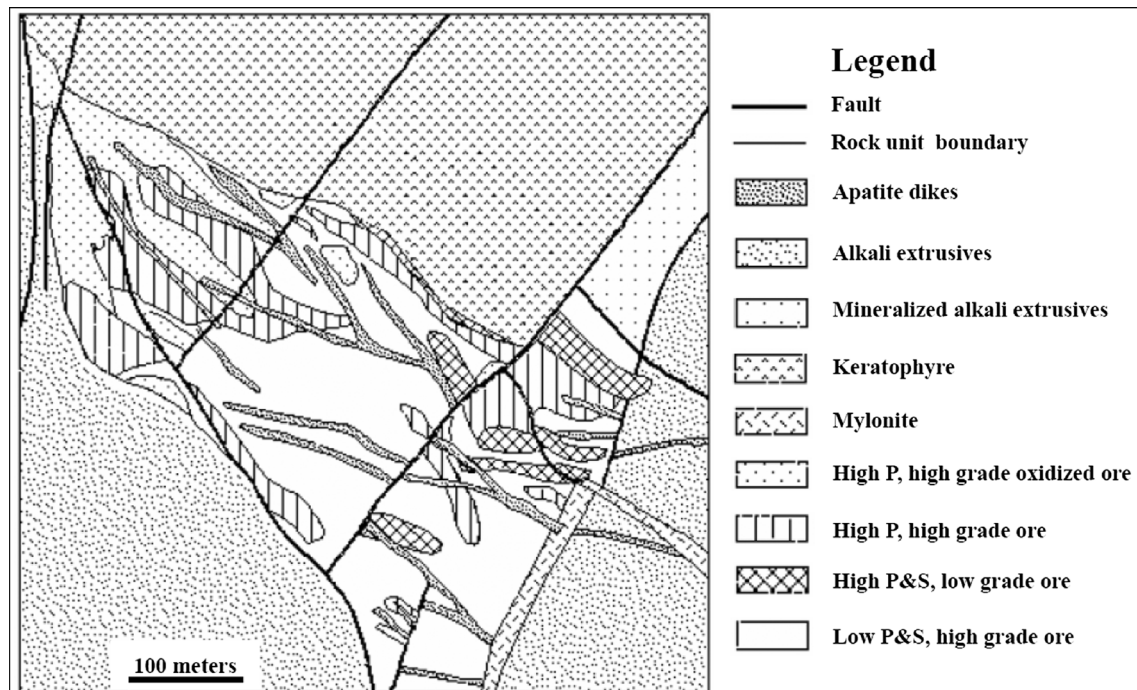 Legend
Fault
Rock unit boundary
Apatite dikes
Alkali extrusives
Mineralized alkali extrusives
Keratophyre
Mylonite
High P, high grade oxidized ore
High P, high grade ore
High P&S, low grade ore
Low P&S, high grade ore
100 meters